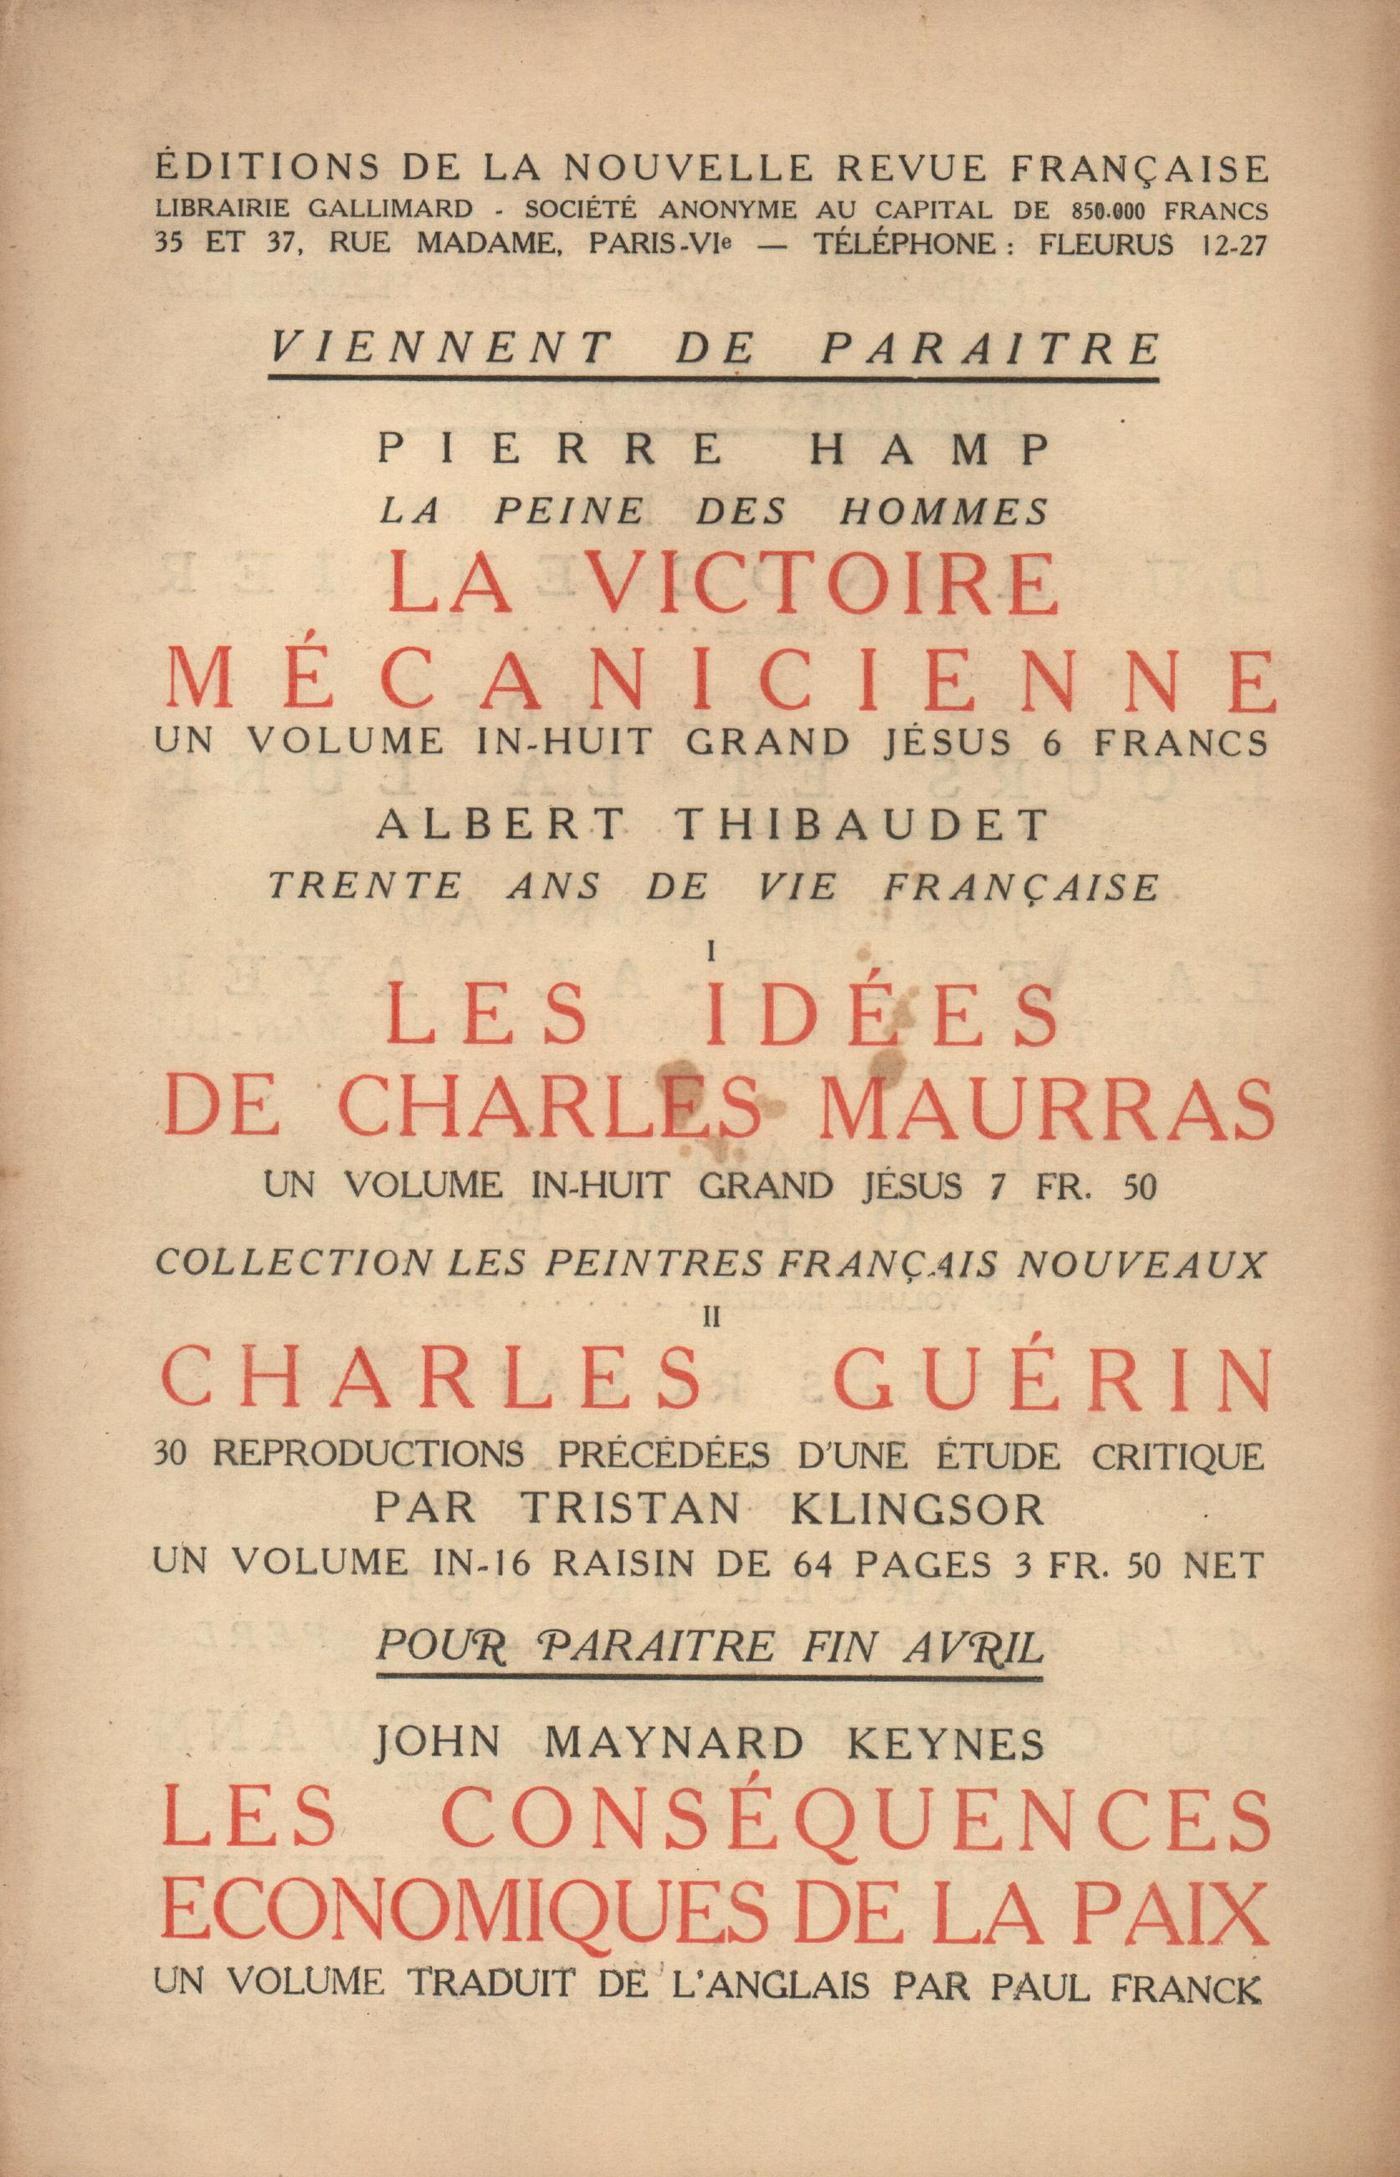 ÉDITIONS DE LA NOUVELLE REVUE FRANÇAISE
LIBRAIRIE GALLIMARD - SOCIÉTÉ ANONYME AU CAPITAL DE 850.000 FRANCS
35 ET 37, RUE MADAME, PARIS-VIe — TÉLÉPHONE : FLEURUS 12-27
VIENNENT DE PARAITRE
PIERRE HAMP
LA PEINE DES HOMMES
LA VICTOIRE
MÉCANICIENNE
UN VOLUME IN-HUIT GRAND JÉSUS 6 FRANCS
ALBERT THIBAUDET
TRENTE ANS DE VIE FRANÇAISE
I
LES IDÉES
DE CHARLES MAURRAS
UN VOLUME IN-HUIT GRAND JÉSUS 7 FR. 50
COLLECTION LES PEINTRES FRANÇAIS NOUVEAUX
II
CHARLES GUÉRIN
30 REPRODUCTIONS PRÉCÉDÉES D'UNE ÉTUDE CRITIQUE
PAR TRISTAN KLINGSOR
UN VOLUME IN-16 RAISIN DE 64 PAGES 3 FR. 50 NET
POUR PARAITRE FIN AVRIL
JOHN MAYNARD KEYNES
LES CONSÉQUENCES
ECONOMIQUES DE LA PAIX
UN VOLUME TRADUIT DE L'ANGLAIS PAR PAUL FRANCK